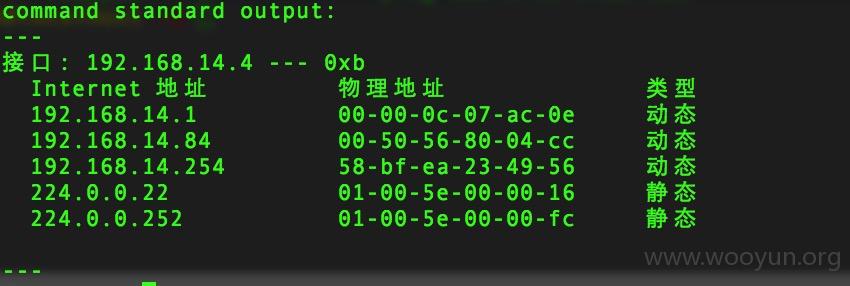 command standard output:
---
接口: 192.168.14.4 --- 0xb
Internet 地址 物理地址 类型
192.168.14.1 00-00-0c-07-ac-0e 动态
192.168.14.84 00-50-56-80-04-cc 动态
192.168.14.254 58-bf-ea-23-49-56 动态
224.0.0.22 01-00-5e-00-00-16 静态
224.0.0.252 01-00-5e-00-00-fc 静态
www.wooyun.org
---